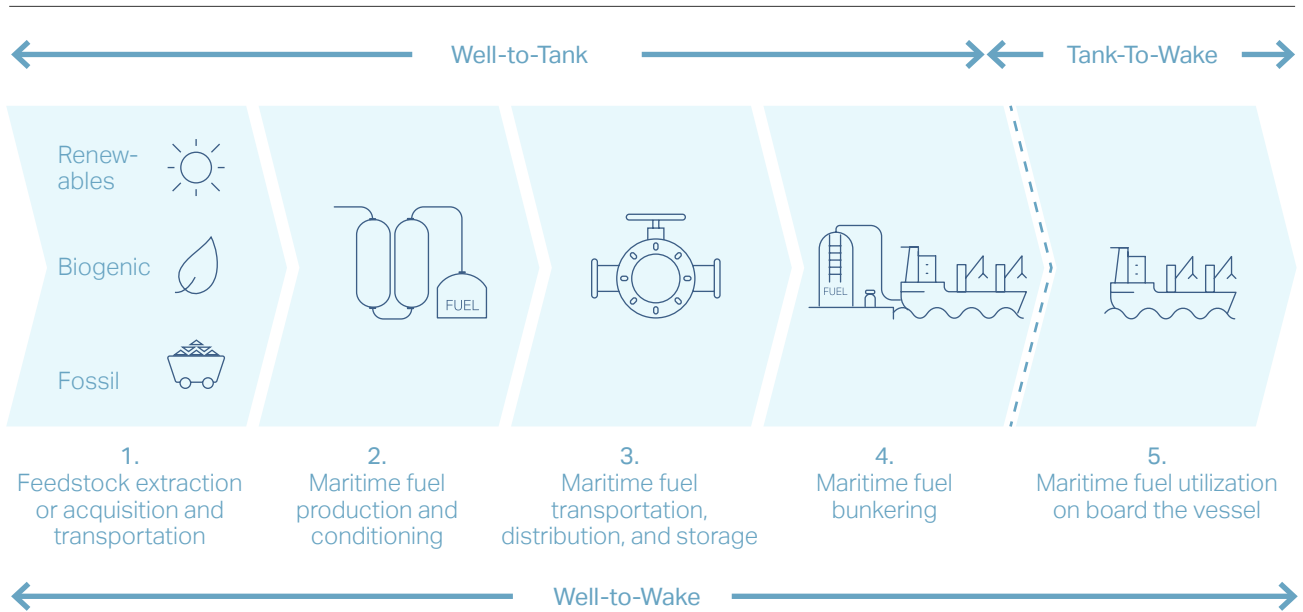 Well-to-Tank
Tank-To-Wake
Renew-
ables
Biogenic
Fossil
FUEL
FUEL
1.
Feedstock extraction
or acquisition and
transportation
2.
Maritime fuel
production and
conditioning
3.
Maritime fuel
transportation,
distribution, and storage
4.
Maritime fuel
bunkering
5.
Maritime fuel utilization
on board the vessel
Well-to-Wake